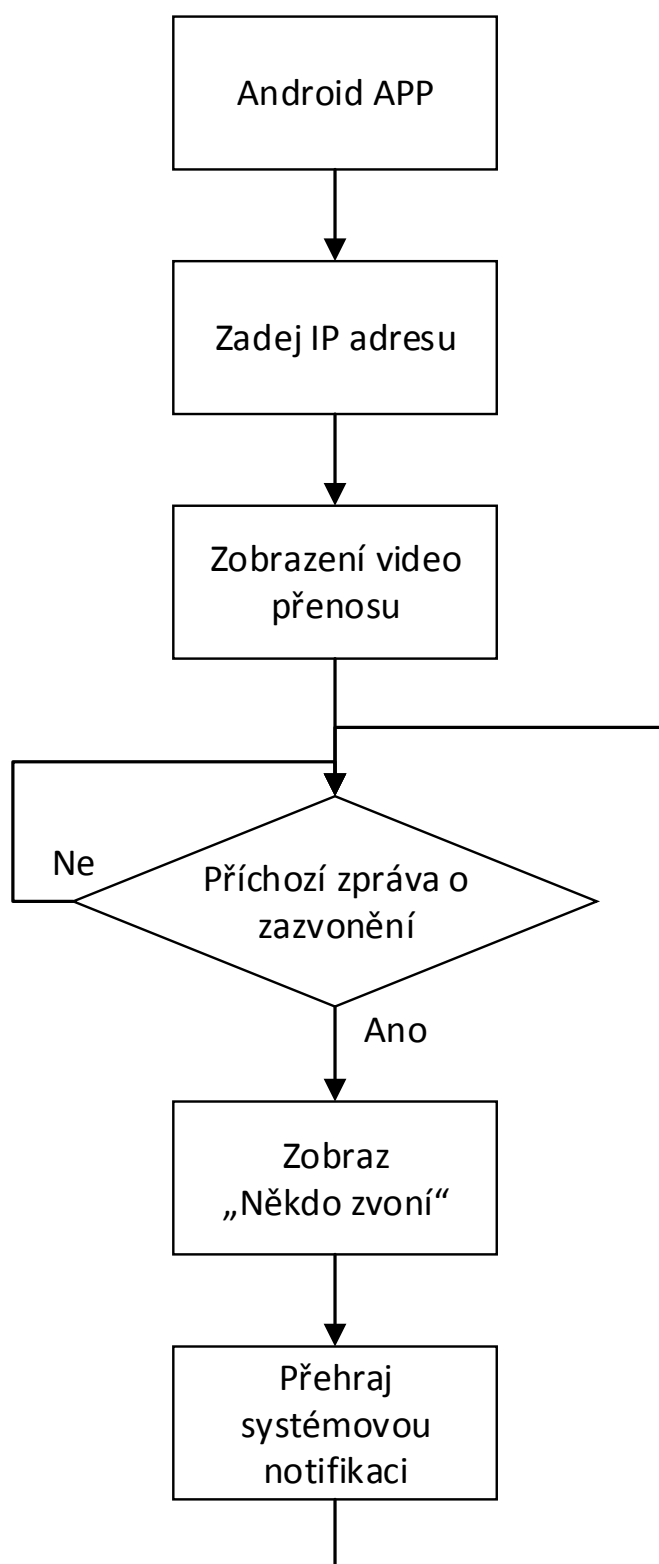 Android APP
Zadej IP adresu
Zobrazení video
přenosu
Ne
Příchozí zpráva o
zazvonění
Ano
Zobraz
„Někdo zvoní“
Přehraj
systémovou
notifikaci